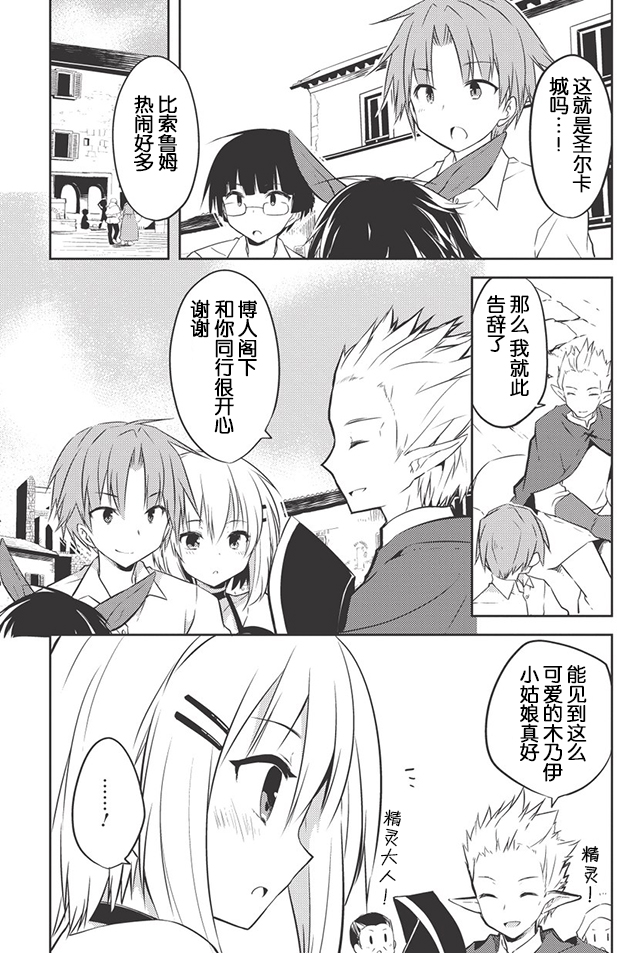 这就是圣尔卡
城吗…!
比索鲁姆
热闹好多
那么 我就此
告辞了
博人阁下
和你同行很开心
谢谢
能见到这么
可爱的木乃伊
小姑娘真好
精灵!
精灵大人!
……!